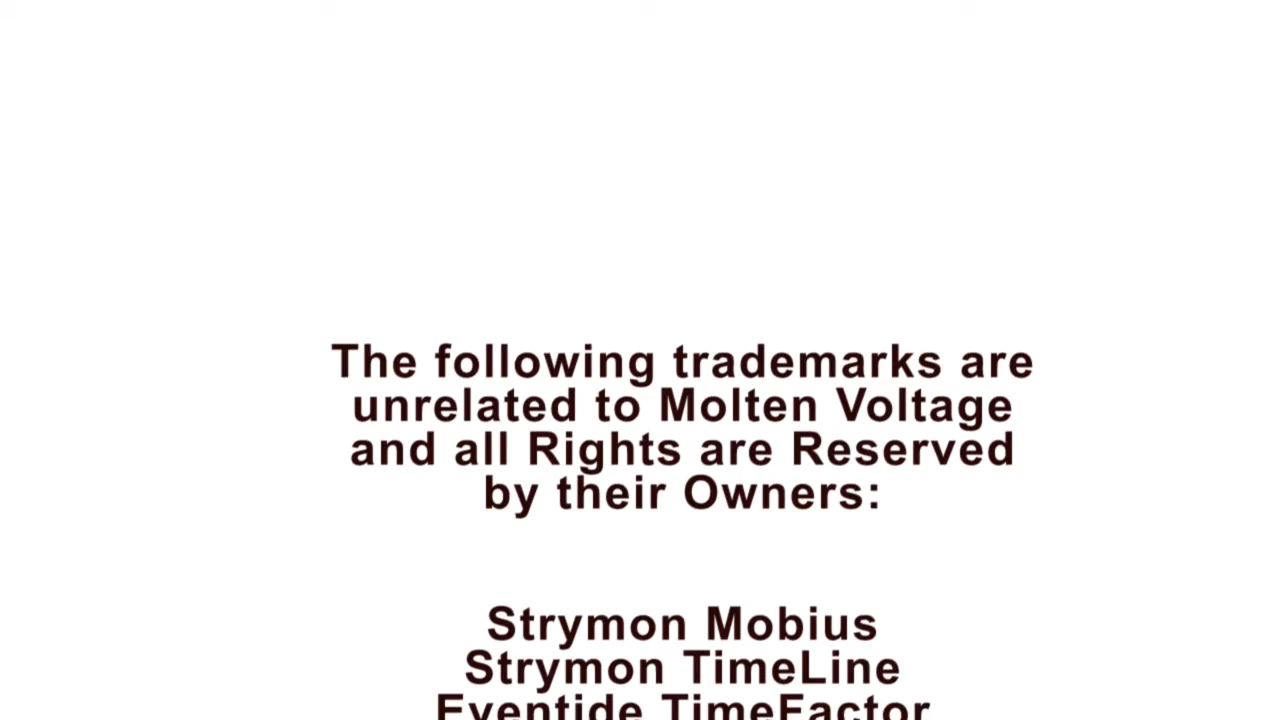 The following trademarks are
unrelated to Molten Voltage
and all Rights are Reserved
by their Owners:
Strymon Mobius
Strymon TimeLine
Eventide TimeFactor